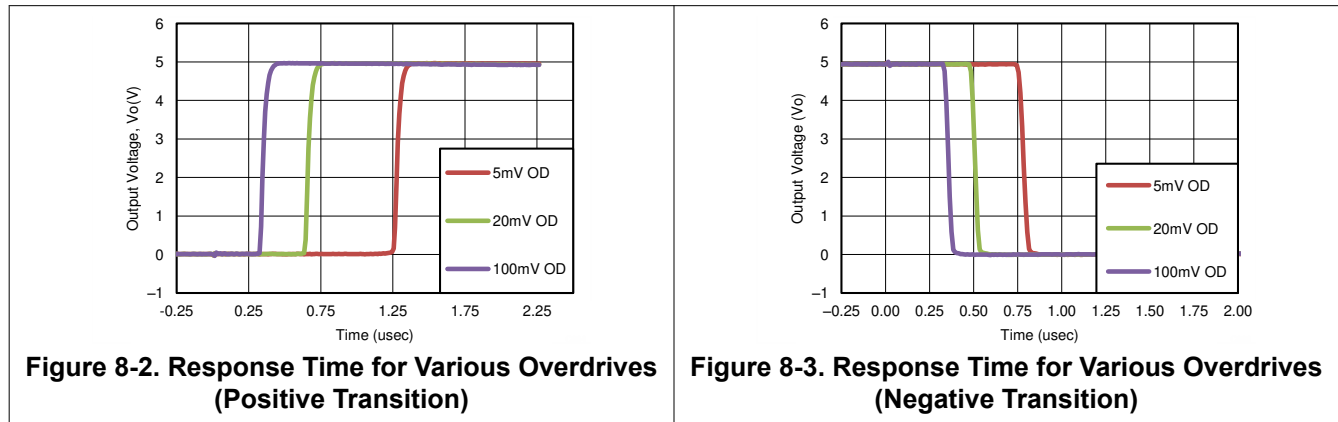 6
5
4
3
2
1
0
–1
Output Voltage, Vo(V)
-0.25 0.25 0.75 1.25 1.75 2.25
Time (usec)
5mV OD
20mV OD
100mV OD
Figure 8-2. Response Time for Various Overdrives
(Positive Transition)
6
5
4
3
2
1
0
–1
Output Voltage (Vo)
–0.25 0.00 0.25 0.50 0.75 1.00 1.25 1.50 1.75 2.00
Time (usec)
5mV OD
20mV OD
100mV OD
Figure 8-3. Response Time for Various Overdrives
(Negative Transition)